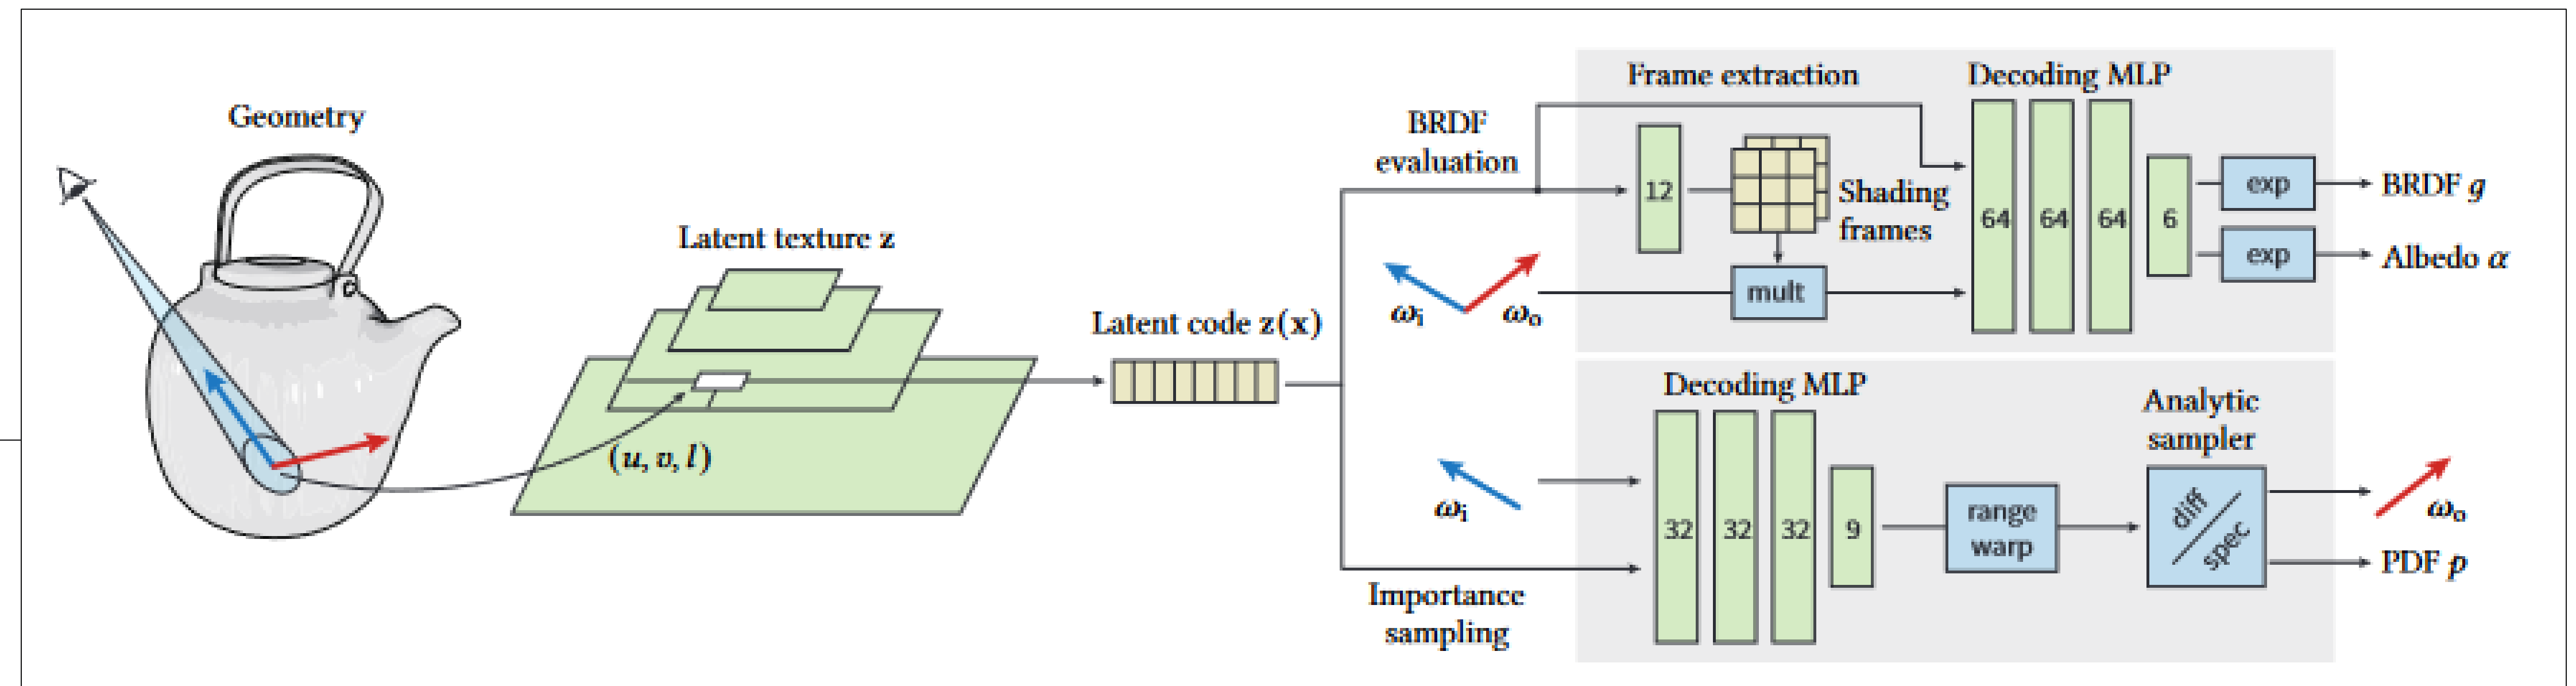 Geometry
Latent texture z
(u, v, l)
Latent code z(x)
BRDF
evaluation
ωi
ωo
Frame extraction
12
Shading
frames
mult
Decoding MLP
64
64
64
6
exp
exp
BRDF g
Albedo α
Importance
sampling
ωi
Decoding MLP
32
32
32
9
range
warp
Analytic
sampler
diff
spec
ωo
PDF p